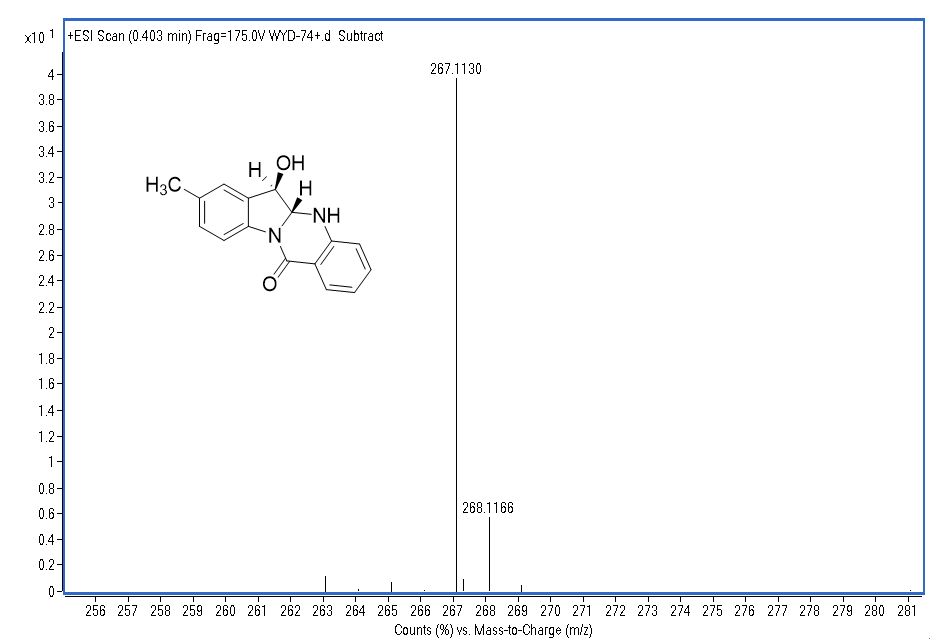 x10 1
+ESI Scan (0.403 min) Frag=175.0V WYD-74+.d Subtract
267.1130
4
3.8
3.6
3.4
3.2
3
2.8
2.6
2.4
2.2
2
1.8
1.6
1.4
1.2
1
0.8
0.6
0.4
0.2
0
H OH
H3C H
NH
N
O
268.1166
256 257 258 259 260 261 262 263 264 265 266 267 268 269 270 271 272 273 274 275 276 277 278 279 280 281
Counts (%) vs. Mass-to-Charge (m/z)